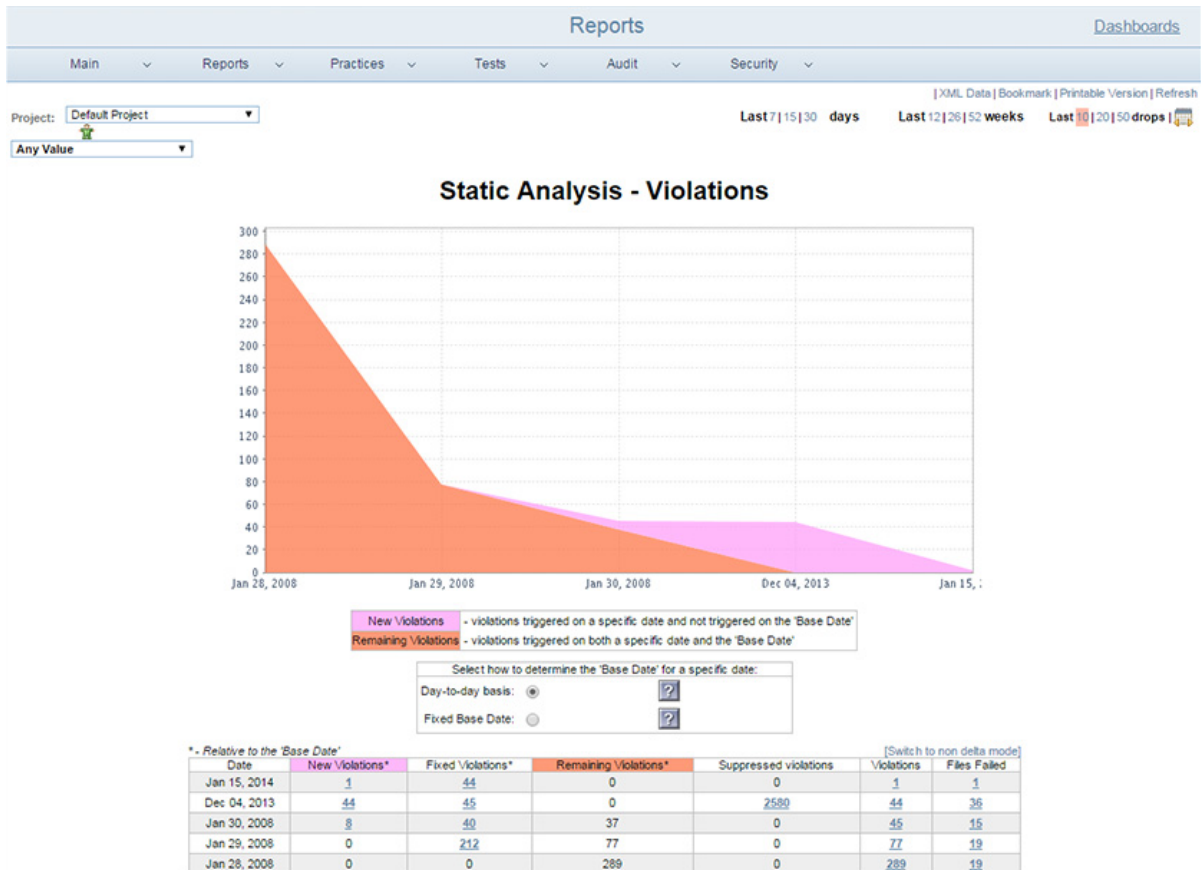 Reports
Dashboards
Main Reports Practices Tests Audit Security
| XML Data | Bookmark | Printable Version | Refresh
Project: Default Project
Last 7 | 15 | 30 days Last 12 | 26 | 52 weeks Last 10 | 20 | 50 drops |
Any Value
Static Analysis - Violations
300
280
260
240
220
200
180
160
140
120
100
80
60
40
20
0
Jan 28, 2008 Jan 29, 2008 Jan 30, 2008 Dec 04, 2013 Jan 15, :
New Violations - violations triggered on a specific date and not triggered on the 'Base Date'
Remaining Violations - violations triggered on both a specific date and the 'Base Date'
Select how to determine the 'Base Date' for a specific date:
Day-to-day basis: ?
Fixed Base Date: ?
* - Relative to the 'Base Date' [Switch to non delta mode]
Date New Violations* Fixed Violations* Remaining Violations* Suppressed violations Violations Files Failed
Jan 15, 2014 1 44 0 0 1 1
Dec 04, 2013 44 45 0 2580 44 36
Jan 30, 2008 8 40 37 0 45 15
Jan 29, 2008 0 212 77 0 77 19
Jan 28, 2008 0 0 289 0 289 19